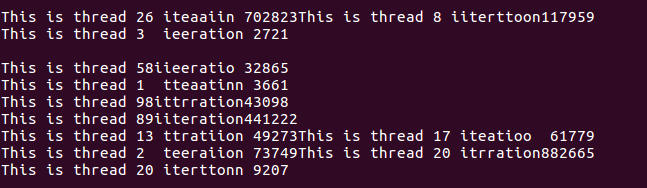 This is thread 26 iteaaiin 702823This is thread 8 iiterttoon117959
This is thread 3  ieeration 2721

This is thread 58iieeratio 32865
This is thread 1  tteaatinn 3661
This is thread 98ittrration43098
This is thread 89iiteration441222
This is thread 13 ttratiion 49273This is thread 17 iteatioo  61779
This is thread 2  teeraiion 73749This is thread 20 itrration882665
This is thread 20 iterttonn 9207